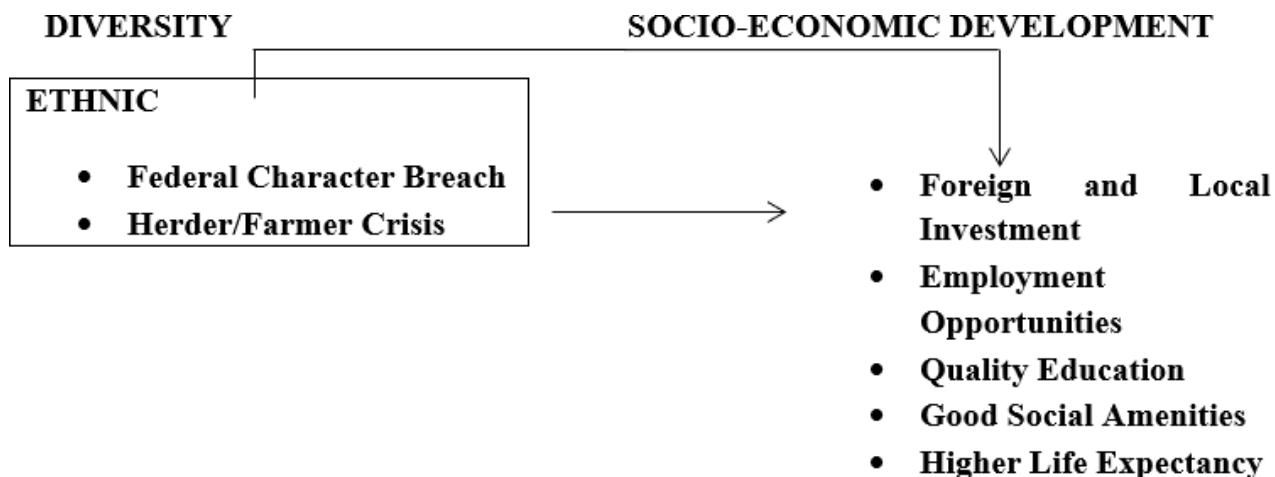 DIVERSITY SOCIO-ECONOMIC DEVELOPMENT
ETHNIC
• Federal Character Breach
• Herder/Farmer Crisis
• Foreign and Local
Investment
• Employment
Opportunities
• Quality Education
• Good Social Amenities
• Higher Life Expectancy